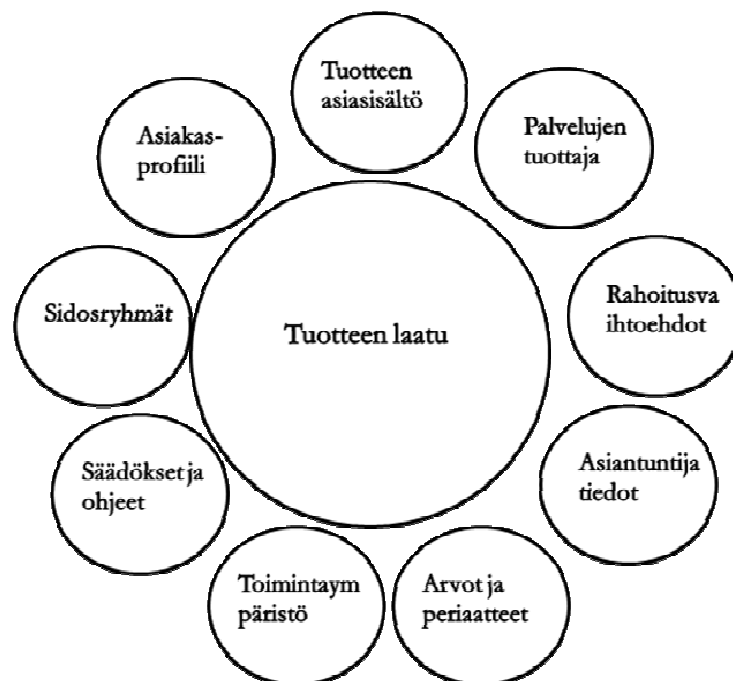 Tuotteen
asiasisältö
Palvelujen
tuottaja
Rahoitusva
ihtoehdot
Asiantuntija
tiedot
Arvot ja
periaatteet
Toimintaym
päristö
Säädökset ja
ohjeet
Sidosryhmät
Asiakas-
profiili
Tuotteen laatu